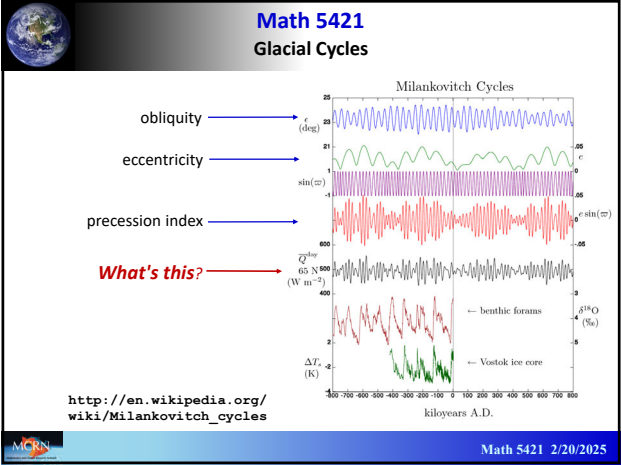 Math 5421
Glacial Cycles
Milankovitch Cycles
obliquity
eccentricity
precession index
What's this?
25
ϵ
(deg)
23
21
.05
e
0
1
sin(ϖ)
-1
.05
e sin(ϖ)
0
-.05
600
Q̅ day
65 N
500
(W m⁻²)
400
3
← benthic forams
δ¹⁸O
4
(‰)
2
5
0
ΔTₛ
← Vostok ice core
(K)
-2
-4
-800 -700 -600 -500 -400 -300 -200 -100 0 100 200 300 400 500 600 700 800
kiloyears A.D.
http://en.wikipedia.org/
wiki/Milankovitch_cycles
MCRN
Math 5421 2/20/2025